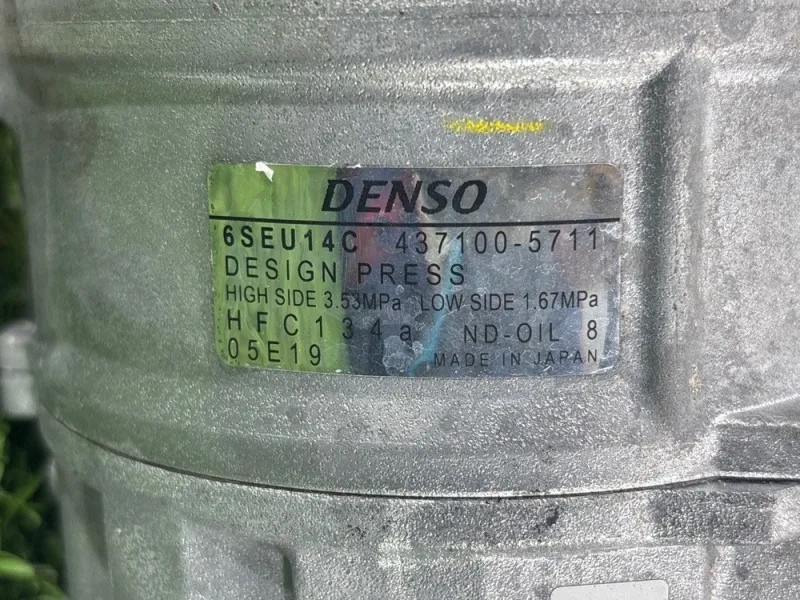 DENSO
6SEU14C 437100-5711
DESIGN PRESS
HIGH SIDE 3.53MPa LOW SIDE 1.67MPa
HFC134a ND-OIL 8
05E19 MADE IN JAPAN